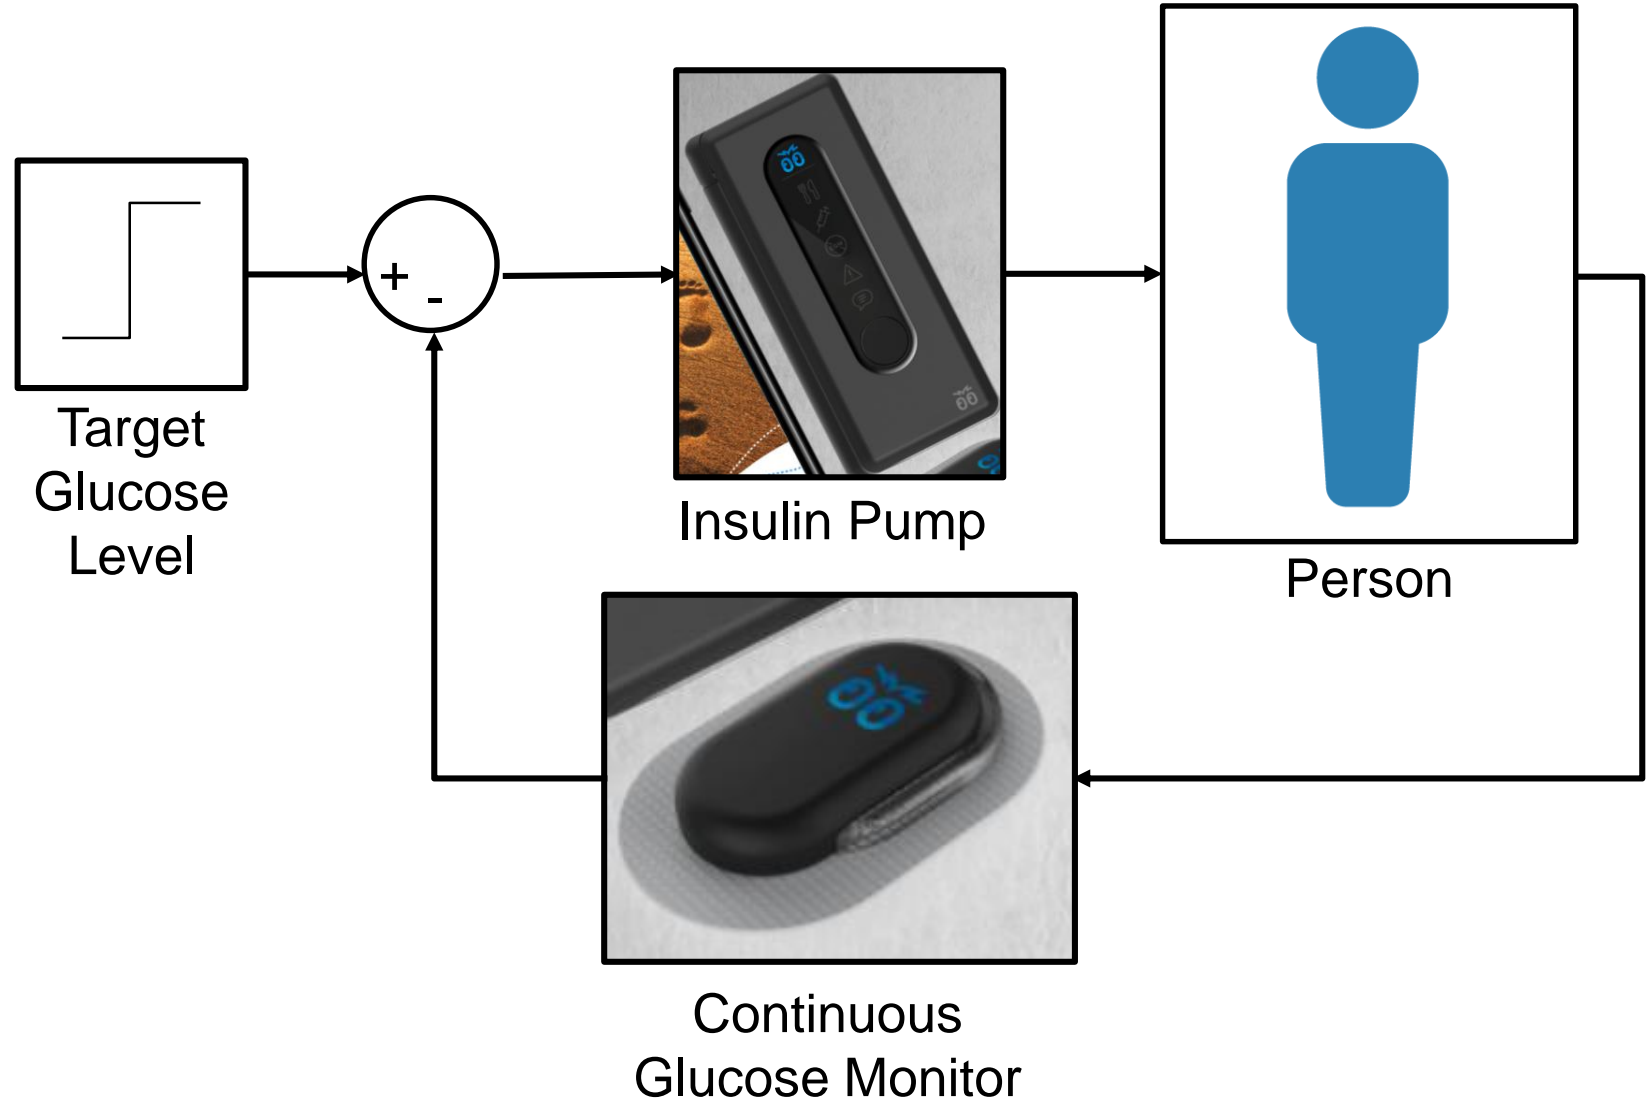 +
-
Target
Glucose
Level
Insulin Pump
Person
Continuous
Glucose Monitor